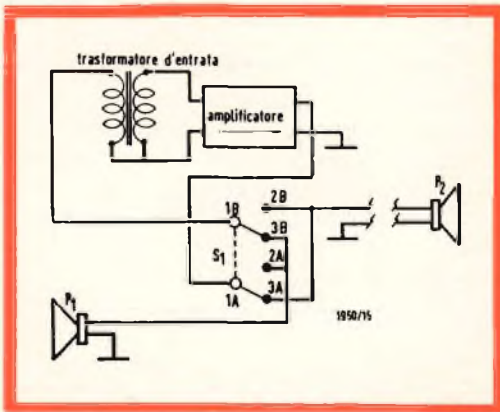 trasformatore d'entrata
amplificatore
2B
P2
1B
3B
S1
2A
3A
1A
P1
1950/15